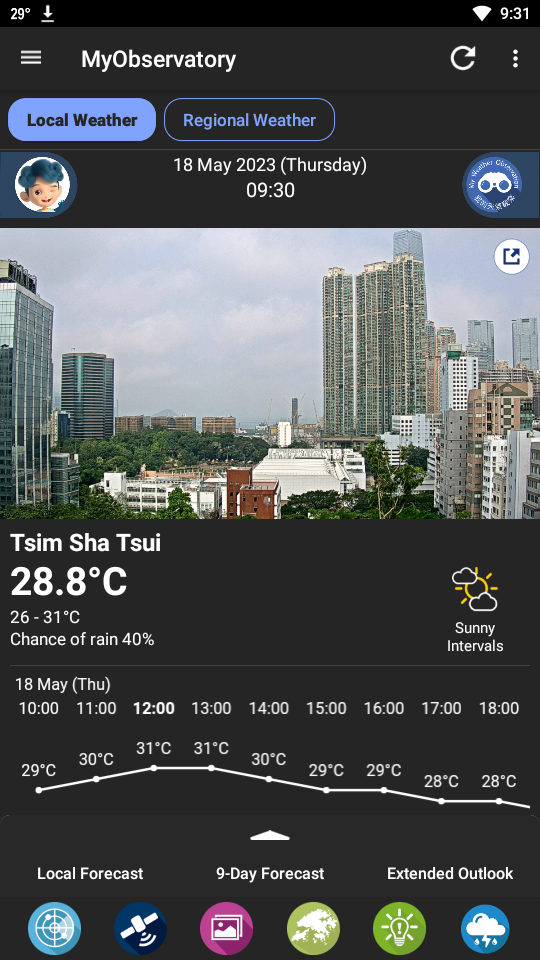 29° 9:31
MyObservatory
Local Weather Regional Weather
18 May 2023 (Thursday)
09:30
My Weather Observation
Tsim Sha Tsui
28.8°C
26 - 31°C
Chance of rain 40%
Sunny
Intervals
18 May (Thu)
10:00 11:00 12:00 13:00 14:00 15:00 16:00 17:00 18:00
29°C 30°C 31°C 31°C 30°C 29°C 29°C 28°C 28°C
Local Forecast 9-Day Forecast Extended Outlook